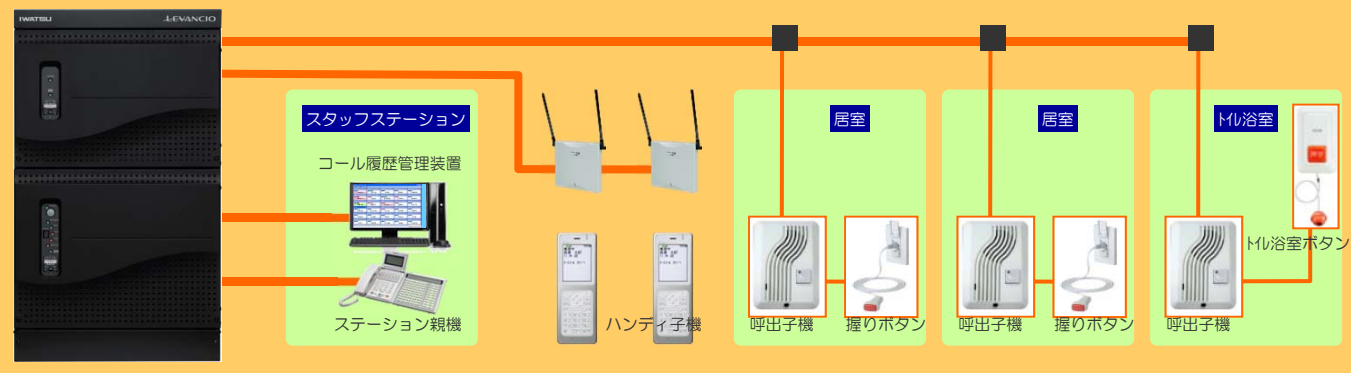 IWATSU LEVANCIO
スタッフステーション
コール履歴管理装置
ステーション親機
ハンディ子機
居室
呼出子機
握りボタン
居室
呼出子機
握りボタン
ﾄｲﾚ浴室
ﾄｲﾚ浴室ボタン
呼出子機